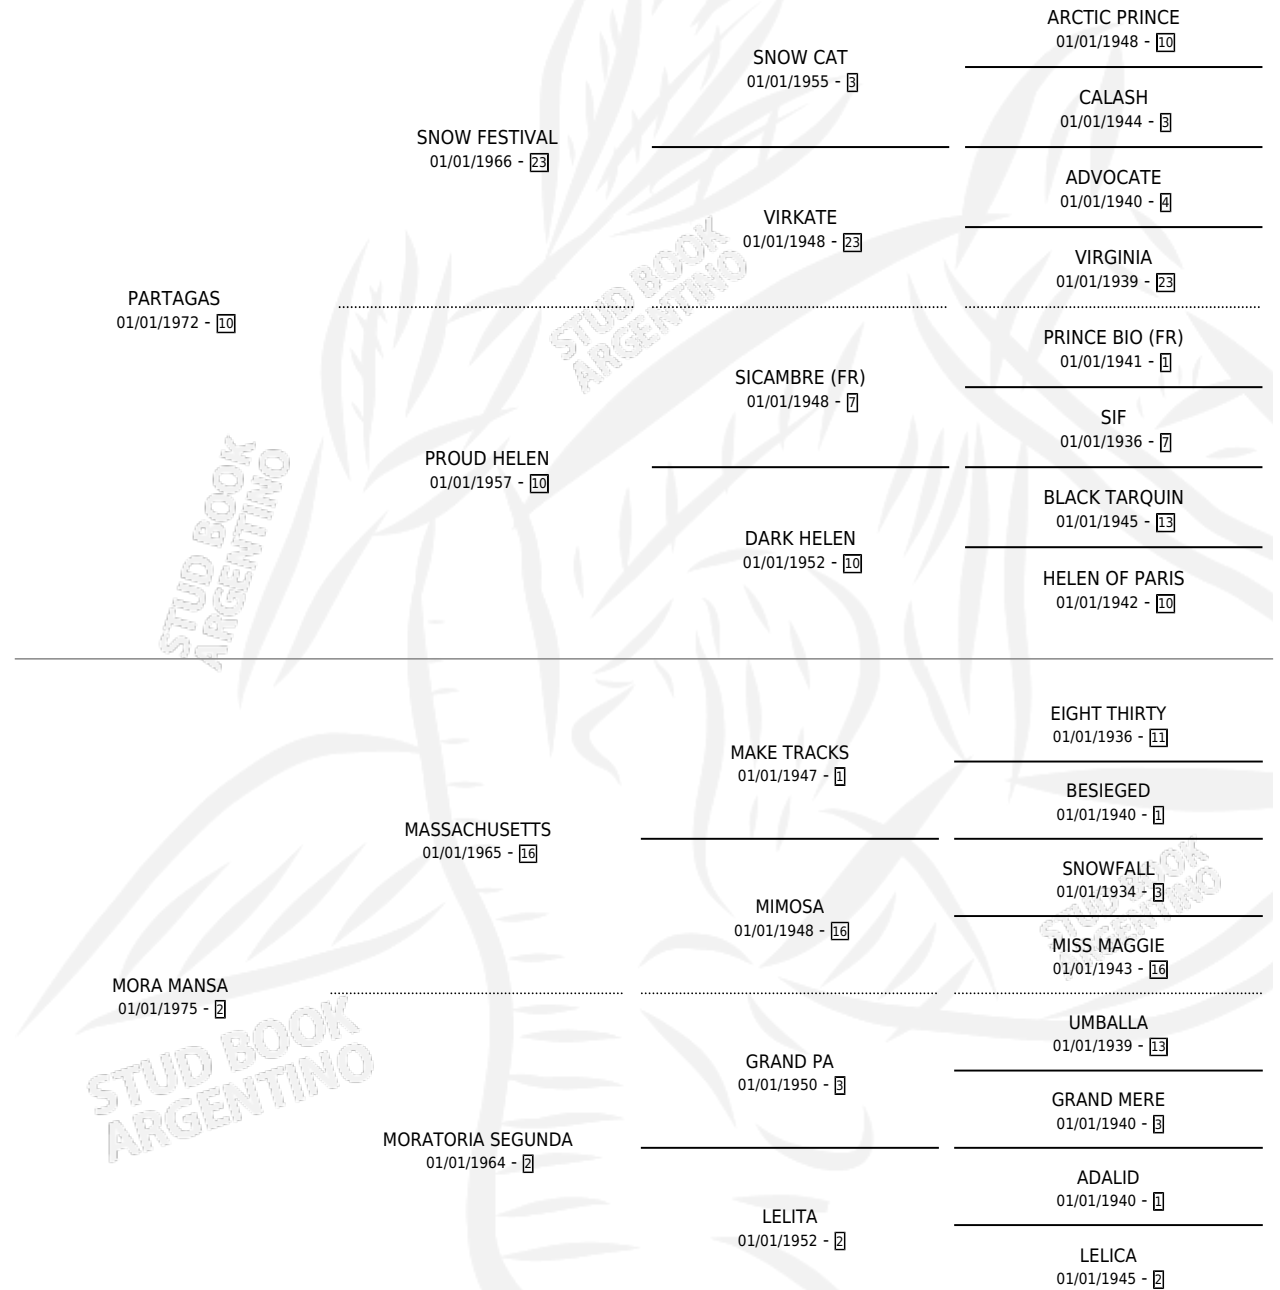 ARCTIC PRINCE
01/01/1948 - 10
SNOW CAT
01/01/1955 - 3
CALASH
01/01/1944 - 3
SNOW FESTIVAL
01/01/1966 - 23
ADVOCATE
01/01/1940 - 4
VIRKATE
01/01/1948 - 23
VIRGINIA
01/01/1939 - 23
PARTAGAS
01/01/1972 - 10
STUD BOOK
ARGENTINO
PRINCE BIO (FR)
01/01/1941 - 1
SICAMBRE (FR)
01/01/1948 - 7
SIF
01/01/1936 - 7
PROUD HELEN
01/01/1957 - 10
BLACK TARQUIN
01/01/1945 - 13
DARK HELEN
01/01/1952 - 10
HELEN OF PARIS
01/01/1942 - 10
STUD BOOK
ARGENTINO
EIGHT THIRTY
01/01/1936 - 11
MAKE TRACKS
01/01/1947 - 1
BESIEGED
01/01/1940 - 1
MASSACHUSETTS
01/01/1965 - 16
SNOWFALL
01/01/1934 - 3
MIMOSA
01/01/1948 - 16
STUD BOOK
ARGENTINO
MISS MAGGIE
01/01/1943 - 16
MORA MANSA
01/01/1975 - 2
UMBALLA
01/01/1939 - 13
GRAND PA
01/01/1950 - 3
GRAND MERE
01/01/1940 - 3
STUD BOOK
ARGENTINO
MORATORIA SEGUNDA
01/01/1964 - 2
ADALID
01/01/1940 - 1
LELITA
01/01/1952 - 2
LELICA
01/01/1945 - 2